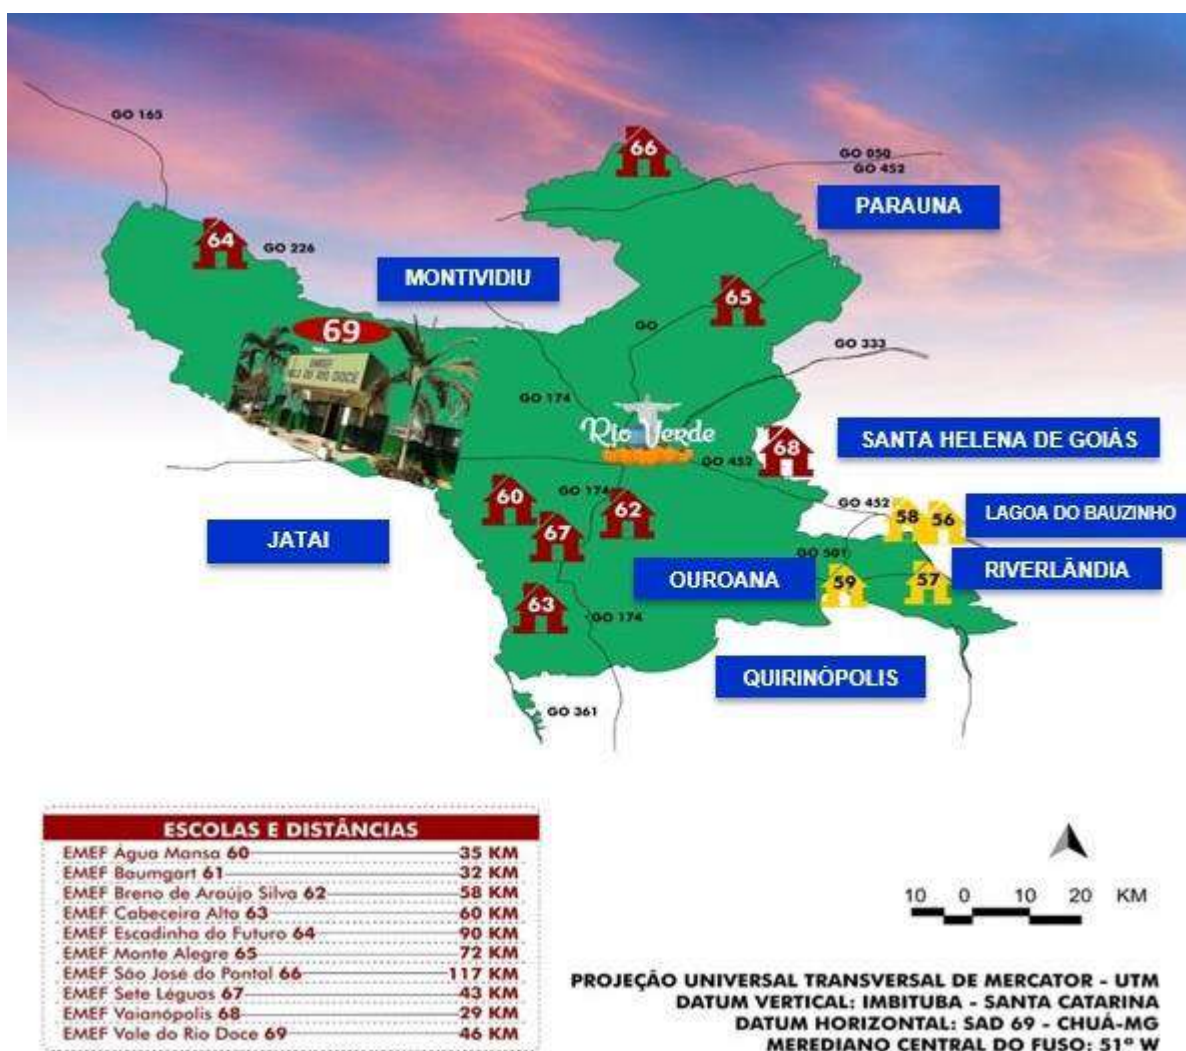 GO 165
66
GO 050
GO 452
PARAUNA
64
GO 226
MONTIVIDIU
65
69
GO
GO 333
EMEF
VALE DO RIO DOCE
GO 174
Rio Verde
68
SANTA HELENA DE GOIÁS
GO 452
60
GO 174
62
GO 452
58
56
LAGOA DO BAUZINHO
JATAI
67
GO 501
OUROANA
59
57
RIVERLÂNDIA
63
GO 174
QUIRINÓPOLIS
GO 361
ESCOLAS E DISTÂNCIAS
EMEF Água Mansa 60 35 KM
EMEF Baumgart 61 32 KM
EMEF Breno de Araújo Silva 62 58 KM
EMEF Cabeceira Alta 63 60 KM
EMEF Escadinha do Futuro 64 90 KM
EMEF Monte Alegre 65 72 KM
EMEF São José do Pontal 66 117 KM
EMEF Sete Léguas 67 43 KM
EMEF Vaianópolis 68 29 KM
EMEF Vale do Rio Doce 69 46 KM
10 0 10 20 KM
PROJEÇÃO UNIVERSAL TRANSVERSAL DE MERCATOR - UTM
DATUM VERTICAL: IMBITUBA - SANTA CATARINA
DATUM HORIZONTAL: SAD 69 - CHUÁ-MG
MEREDIANO CENTRAL DO FUSO: 51º W